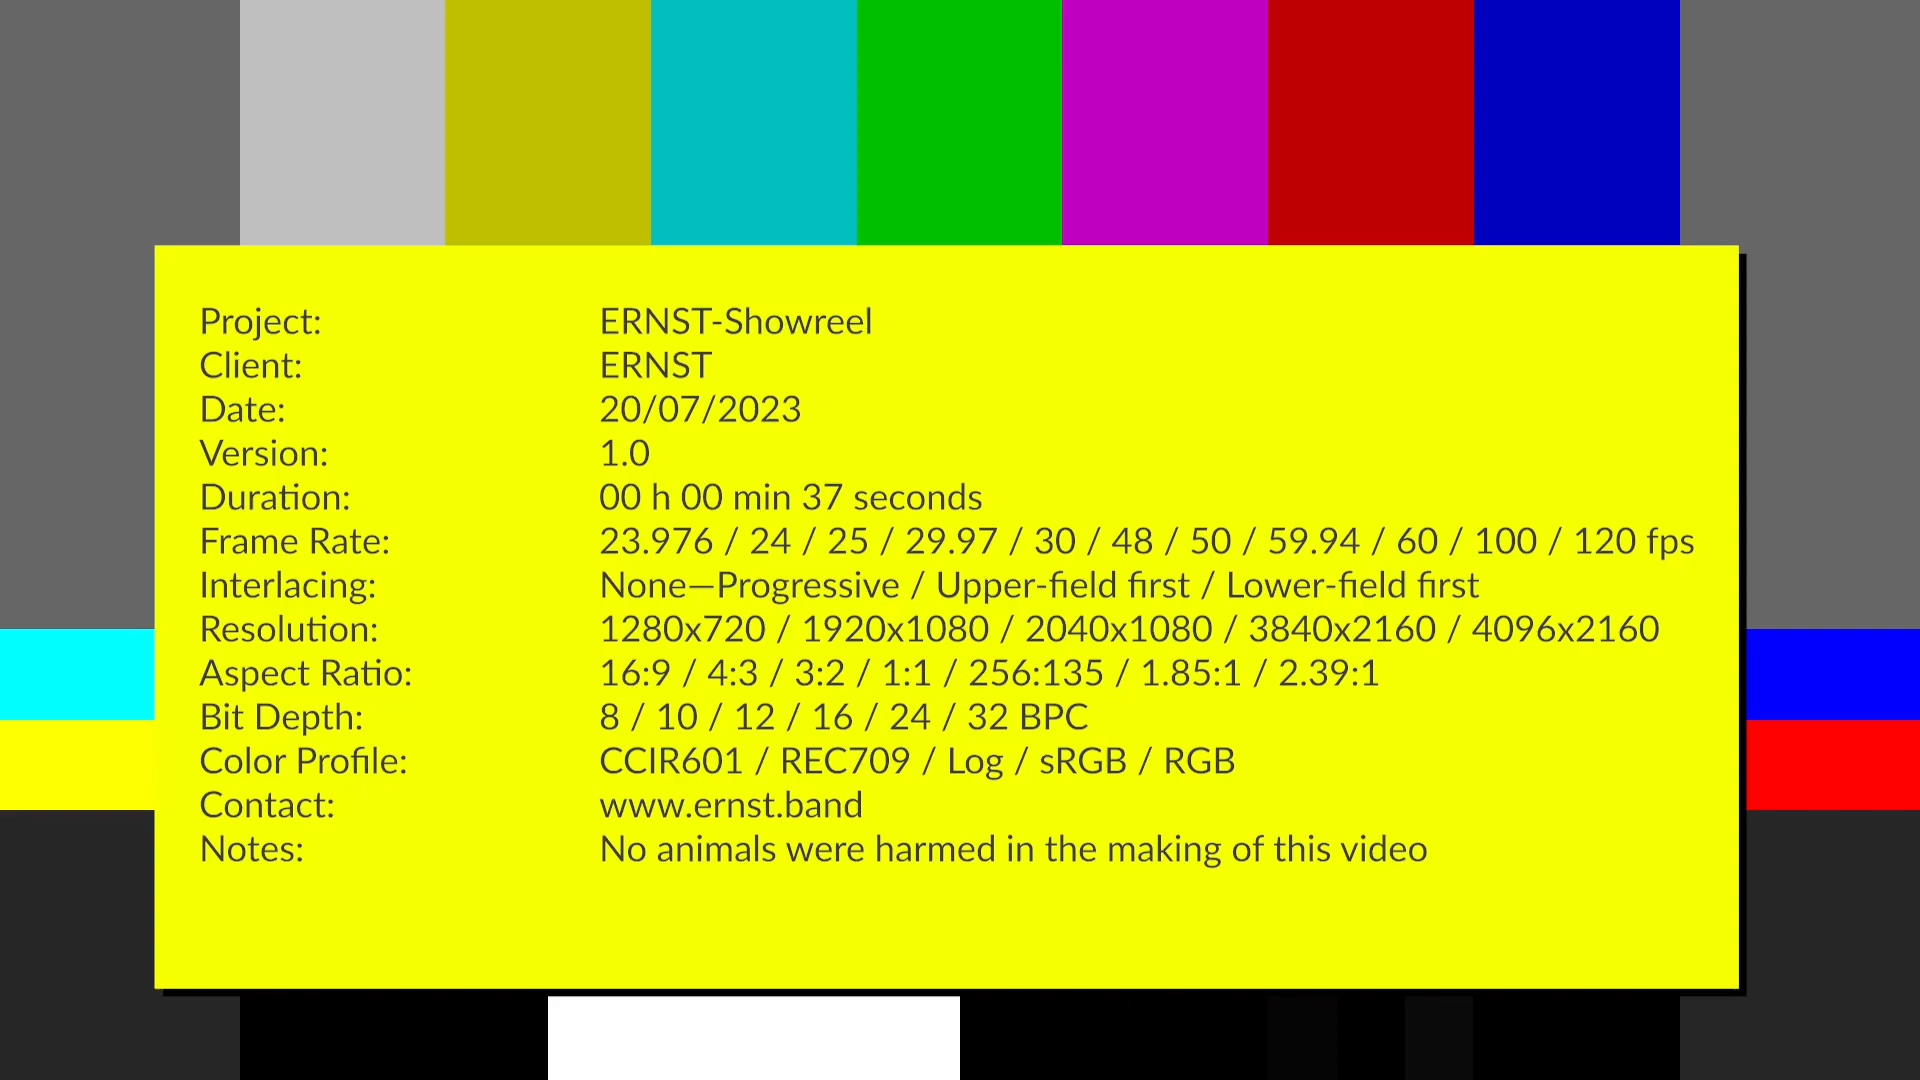 Project: ERNST-Showreel
Client: ERNST
Date: 20/07/2023
Version: 1.0
Duration: 00 h 00 min 37 seconds
Frame Rate: 23.976 / 24 / 25 / 29.97 / 30 / 48 / 50 / 59.94 / 60 / 100 / 120 fps
Interlacing: None—Progressive / Upper-field first / Lower-field first
Resolution: 1280x720 / 1920x1080 / 2040x1080 / 3840x2160 / 4096x2160
Aspect Ratio: 16:9 / 4:3 / 3:2 / 1:1 / 256:135 / 1.85:1 / 2.39:1
Bit Depth: 8 / 10 / 12 / 16 / 24 / 32 BPC
Color Profile: CCIR601 / REC709 / Log / sRGB / RGB
Contact: www.ernst.band
Notes: No animals were harmed in the making of this video